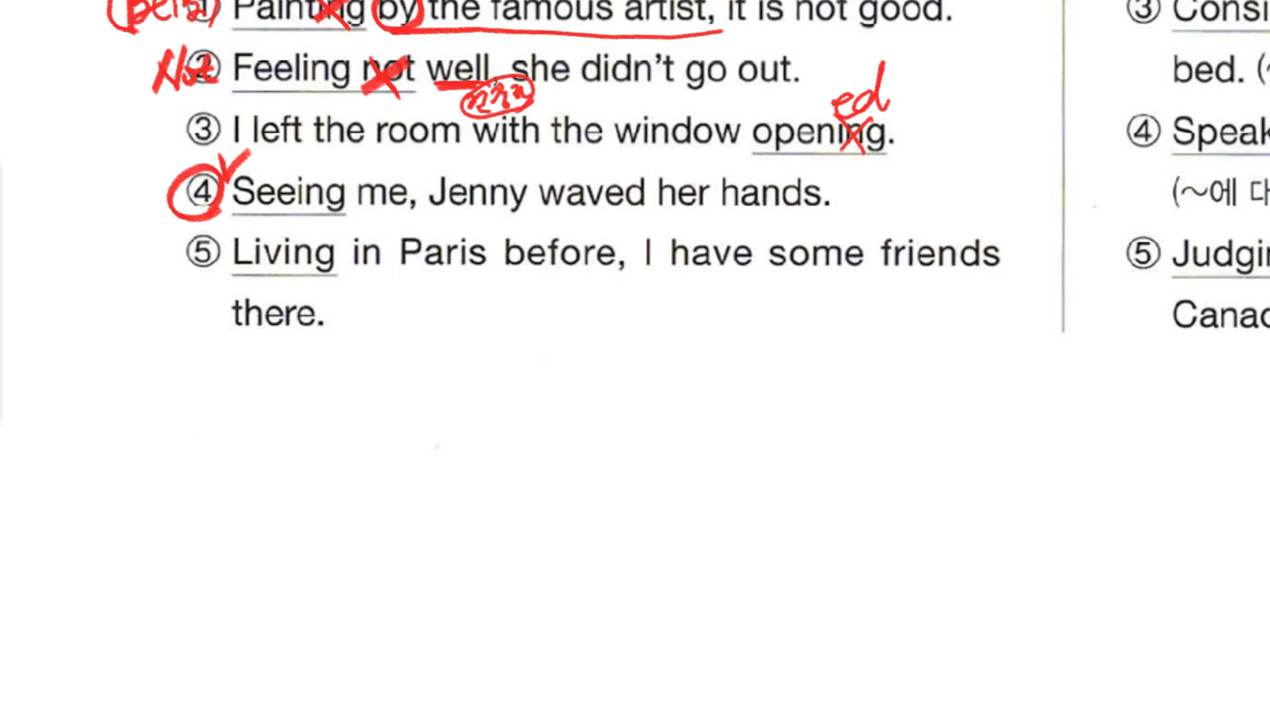 (Being) ① Painting by the famous artist, it is not good.
Not ② Feeling not well, she didn't go out.
ed
③ I left the room with the window opening.
④ Seeing me, Jenny waved her hands.
⑤ Living in Paris before, I have some friends
there.
③ Consi
bed. (
④ Speak
(~에 대
⑤ Judgi
Canad